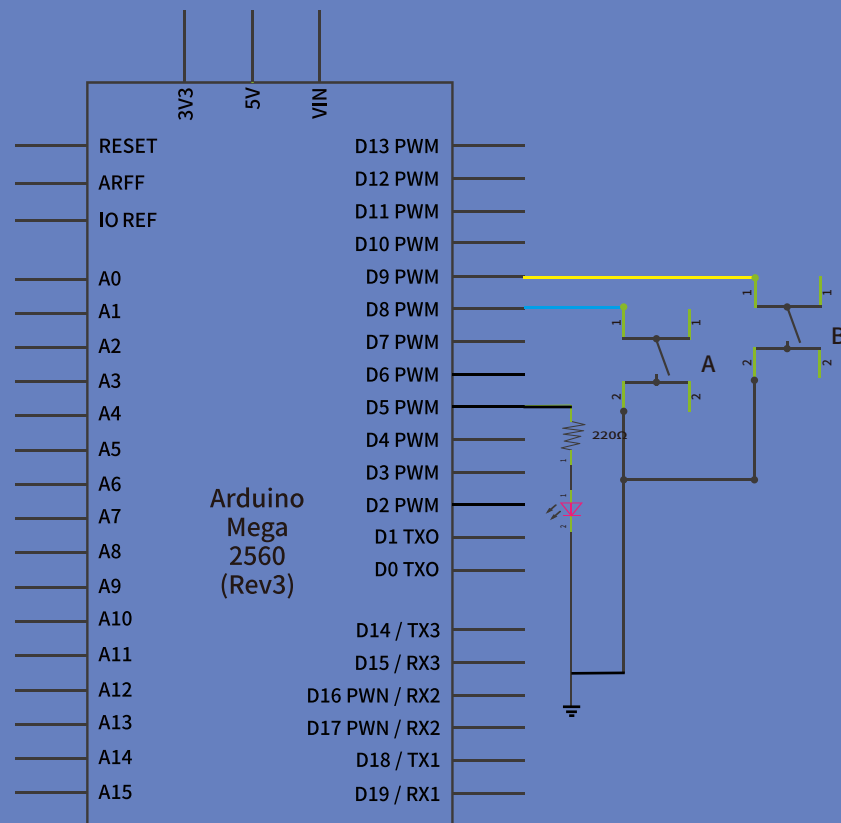 3V3
5V
VIN
RESET
ARFF
IO REF
A0
A1
A2
A3
A4
A5
A6
A7
A8
A9
A10
A11
A12
A13
A14
A15
Arduino
Mega
2560
(Rev3)
D13 PWM
D12 PWM
D11 PWM
D10 PWM
D9 PWM
D8 PWM
D7 PWM
D6 PWM
D5 PWM
D4 PWM
D3 PWM
D2 PWM
D1 TXO
D0 TXO
D14 / TX3
D15 / RX3
D16 PWN / RX2
D17 PWN / RX2
D18 / TX1
D19 / RX1
220Ω
1
1
2
1
1
2
2
A
1
1
2
2
B